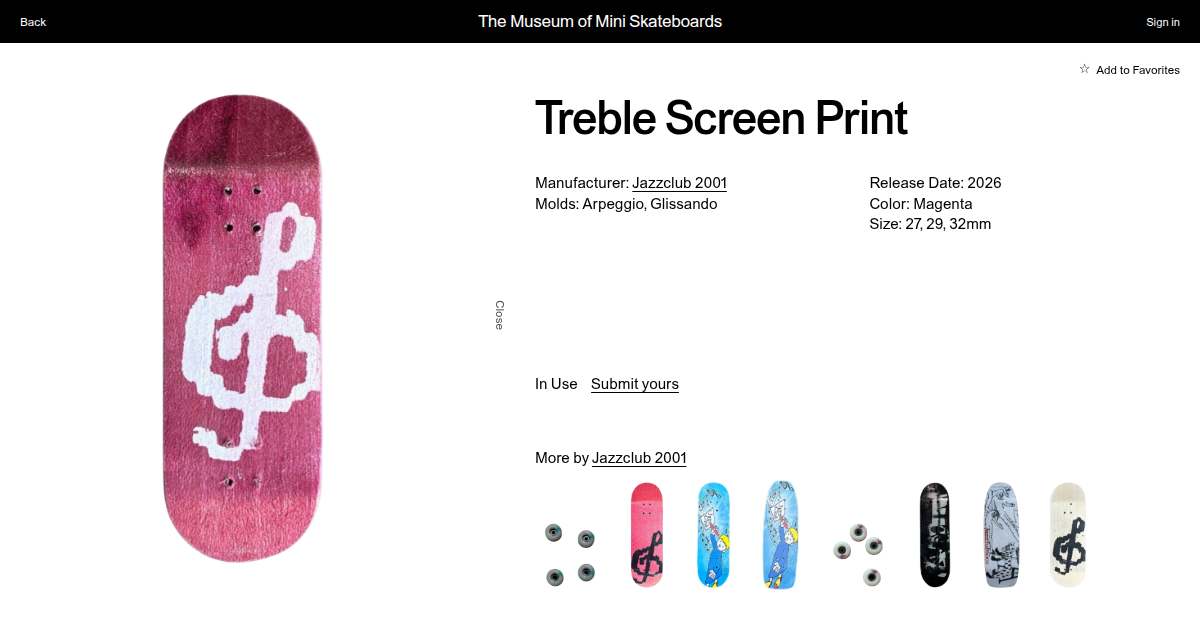 Back
The Museum of Mini Skateboards
Sign in
☆ Add to Favorites
Treble Screen Print
Manufacturer: Jazzclub 2001
Molds: Arpeggio, Glissando
Release Date: 2026
Color: Magenta
Size: 27, 29, 32mm
Close
In Use Submit yours
More by Jazzclub 2001